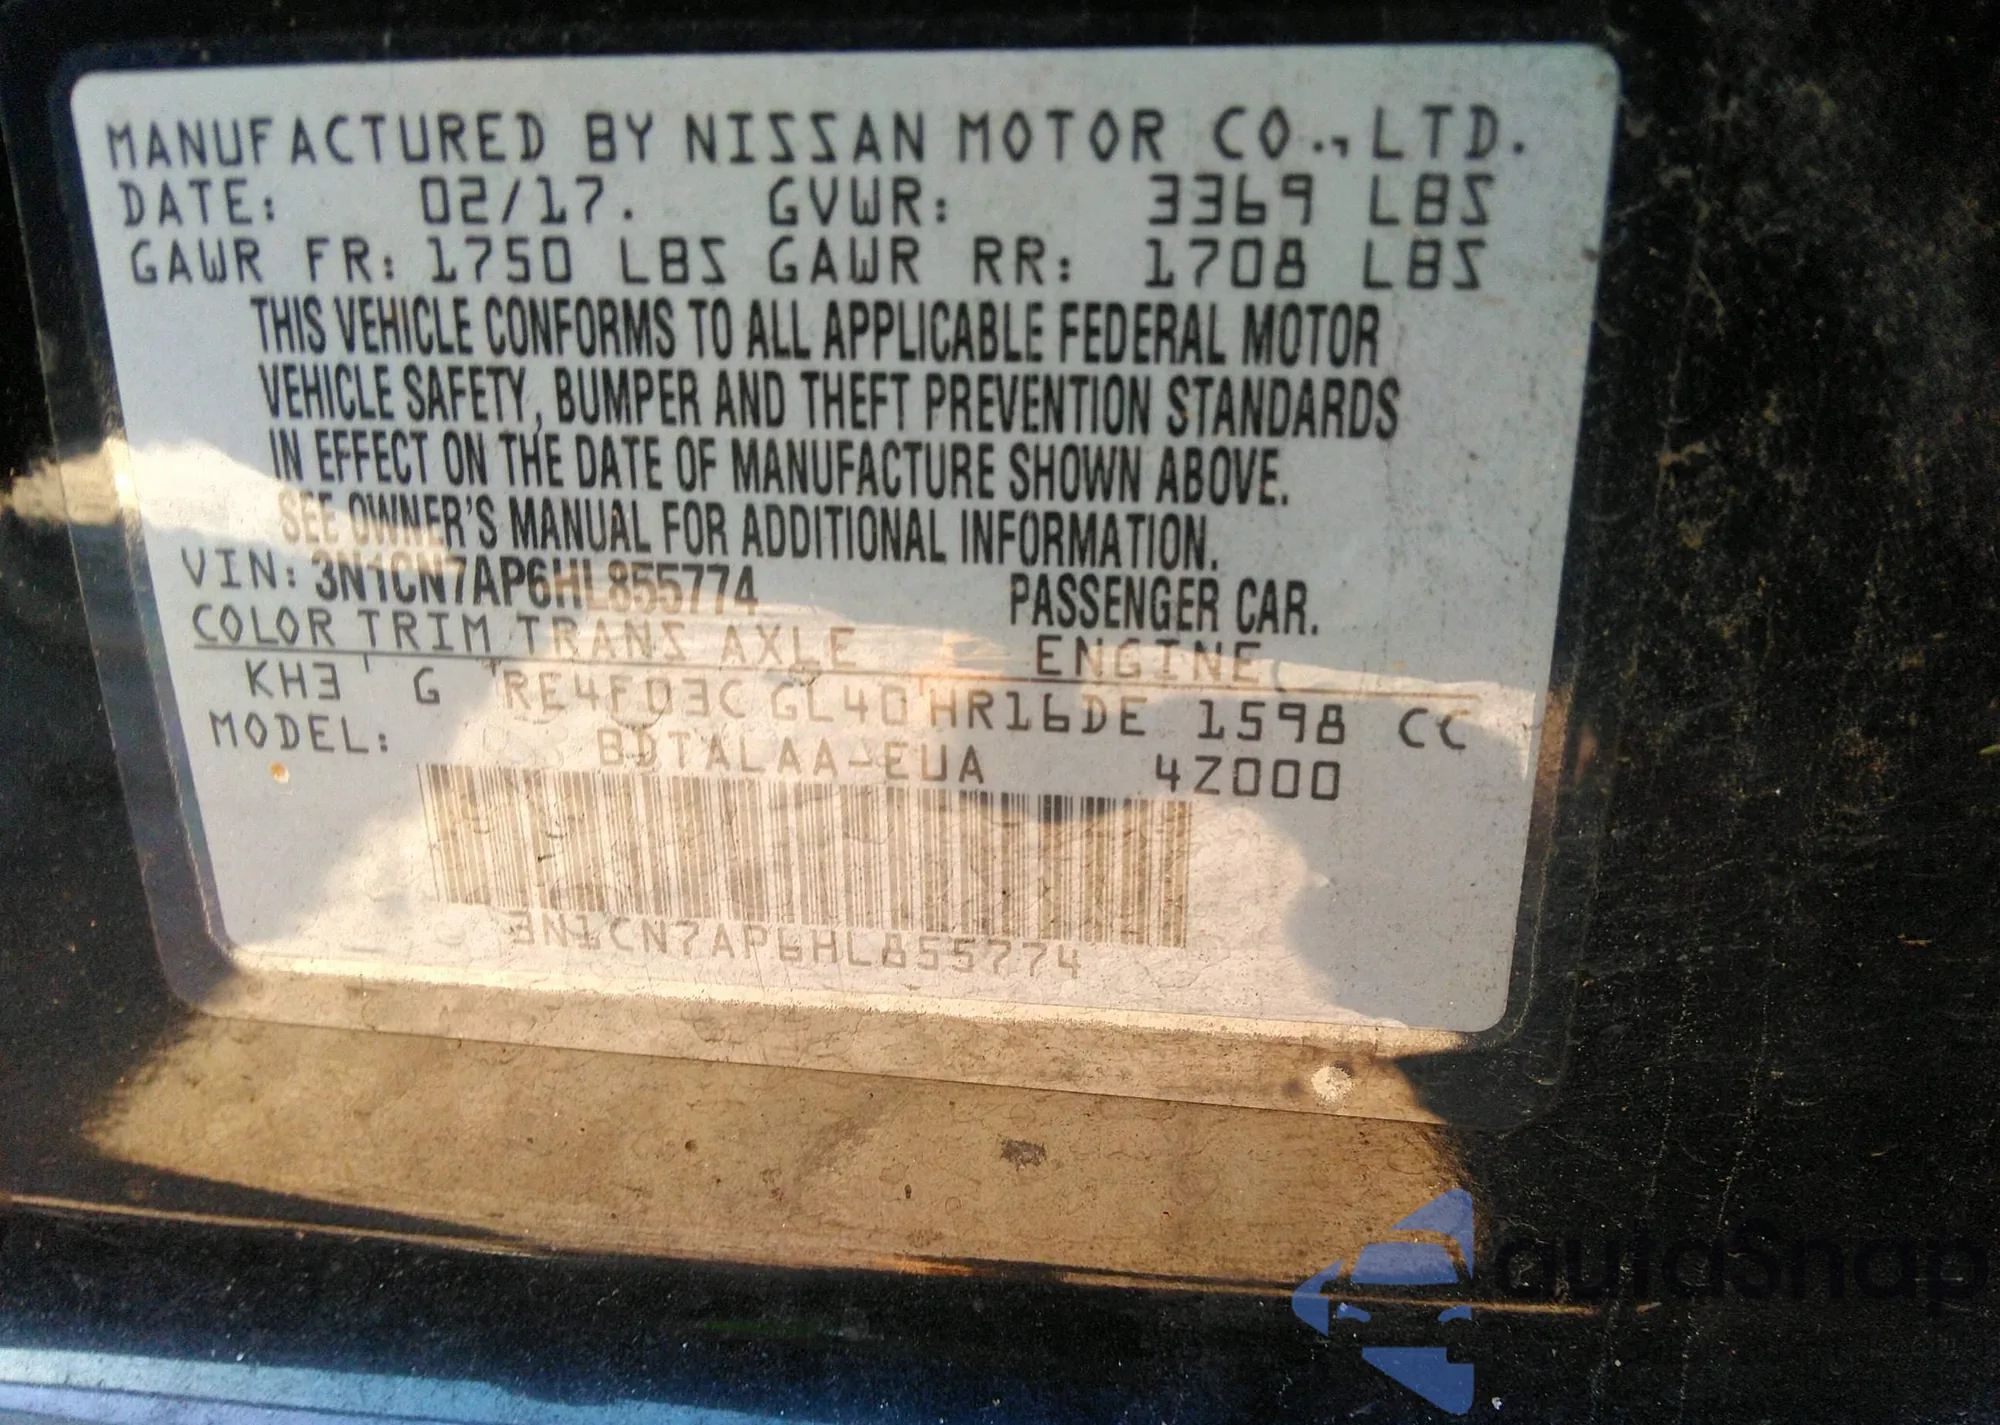 MANUFACTURED BY NISSAN MOTOR CO., LTD.
DATE: 02/17. GVWR: 3369 LBS
GAWR FR: 1750 LBS GAWR RR: 1708 LBS
THIS VEHICLE CONFORMS TO ALL APPLICABLE FEDERAL MOTOR
VEHICLE SAFETY, BUMPER AND THEFT PREVENTION STANDARDS
IN EFFECT ON THE DATE OF MANUFACTURE SHOWN ABOVE.
SEE OWNER'S MANUAL FOR ADDITIONAL INFORMATION.
VIN: 3N1CN7AP6HL855774 PASSENGER CAR.
COLOR TRIM TRANS AXLE ENGINE
KH3 G RE4F03C GL40 HR16DE 1598 CC
MODEL: BDTALAA-EUA 4Z000
3N1CN7AP6HL855774
autoSnap